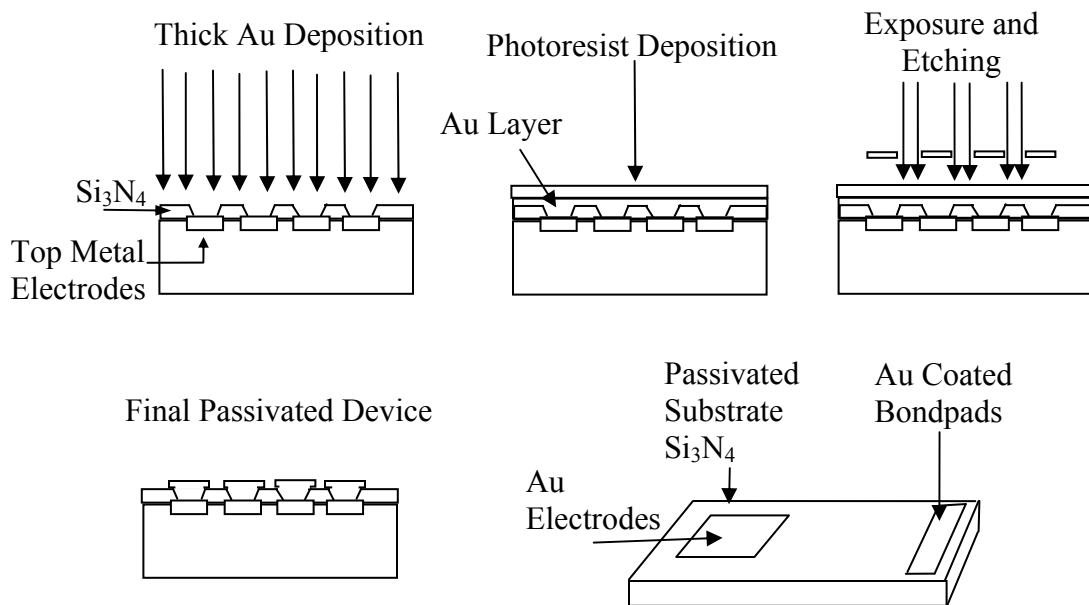 Thick Au Deposition
Si₃N₄
Top Metal
Electrodes
Photoresist Deposition
Au Layer
Exposure and
Etching
Final Passivated Device
Passivated
Substrate
Si₃N₄
Au
Electrodes
Au Coated
Bondpads